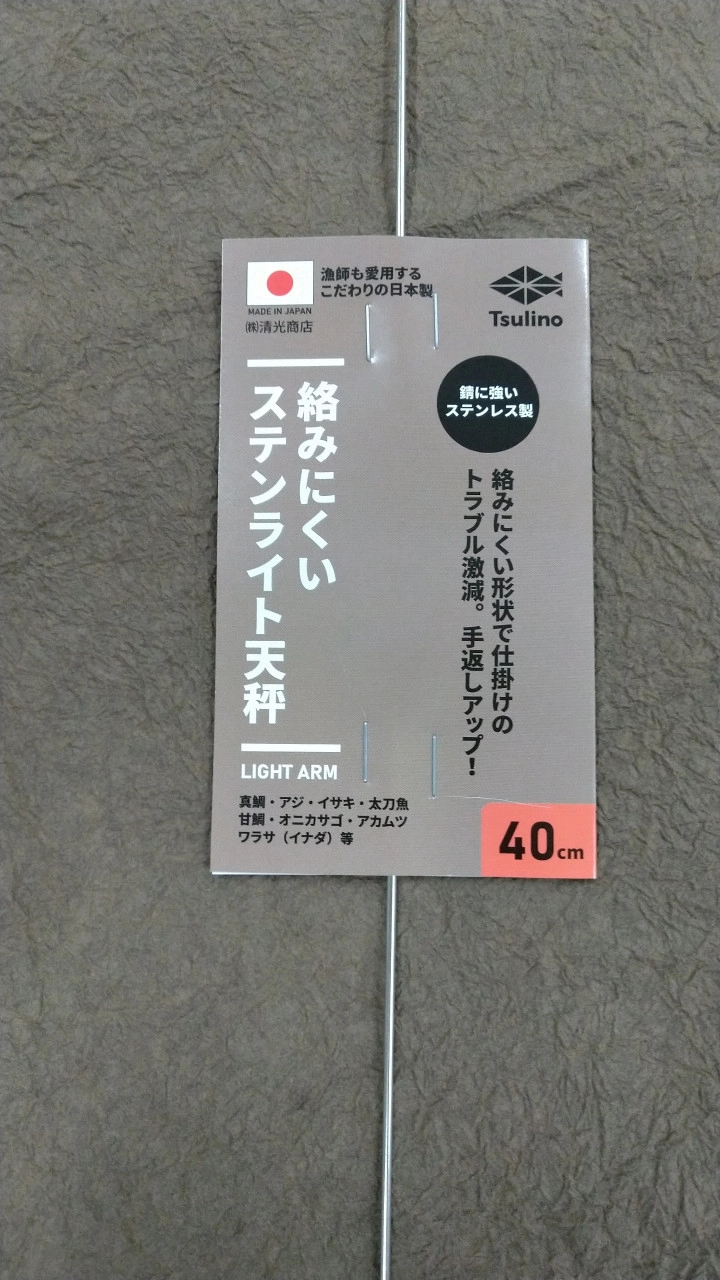 漁師も愛用する
こだわりの日本製
MADE IN JAPAN
㈱清光商店
Tsulino
錆に強い
ステンレス製
絡みにくい
ステンライト天秤
LIGHT ARM
絡みにくい形状で仕掛けの
トラブル激減。手返しアップ!
真鯛・アジ・イサキ・太刀魚
甘鯛・オニカサゴ・アカムツ
ワラサ（イナダ）等
40cm